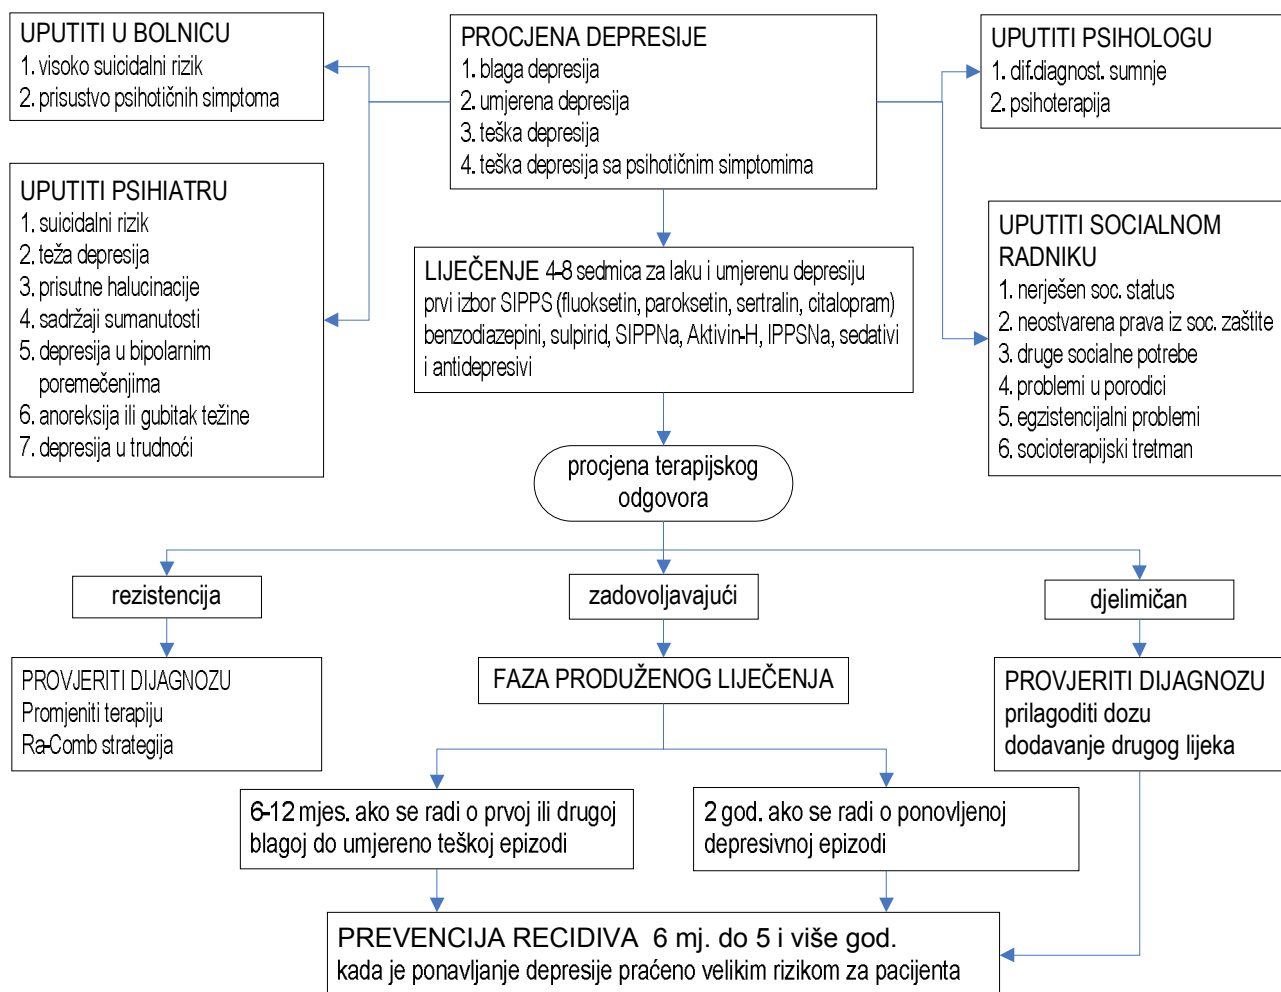 UPUTITI U BOLNICU
1. visoko suicidalni rizik
2. prisustvo psihotičnih simptoma
PROCJENA DEPRESIJE
1. blaga depresija
2. umjerena depresija
3. teška depresija
4. teška depresija sa psihotičnim simptomima
UPUTITI PSIHOLOGU
1. dif.diagnost. sumnje
2. psihoterapija
UPUTITI PSIHIATRU
1. suicidalni rizik
2. teža depresija
3. prisutne halucinacije
4. sadržaji sumanutosti
5. depresija u bipolarnim
poremečenjima
6. anoreksija ili gubitak težine
7. depresija u trudnoći
LIJEČENJE 4-8 sedmica za laku i umjerenu depresiju
prvi izbor SIPPS (fluoksetin, paroksetin, sertralin, citalopram)
benzodiazepini, sulpirid, SIPPNa, Aktivin-H, IPPSNa, sedativi
i antidepresivi
UPUTITI SOCIALNOM
RADNIKU
1. nerješen soc. status
2. neostvarena prava iz soc. zaštite
3. druge socialne potrebe
4. problemi u porodici
5. egzistencijalni problemi
6. socioterapijski tretman
procjena terapijskog
odgovora
rezistencija
zadovoljavajući
djelimičan
PROVJERITI DIJAGNOZU
Promjeniti terapiju
Ra-Comb strategija
FAZA PRODUŽENOG LIJEČENJA
PROVJERITI DIJAGNOZU
prilagoditi dozu
dodavanje drugog lijeka
6-12 mjes. ako se radi o prvoj ili drugoj
blagoj do umjereno teškoj epizodi
2 god. ako se radi o ponovljenoj
depresivnoj epizodi
PREVENCIJA RECIDIVA 6 mj. do 5 i više god.
kada je ponavljanje depresije praćeno velikim rizikom za pacijenta